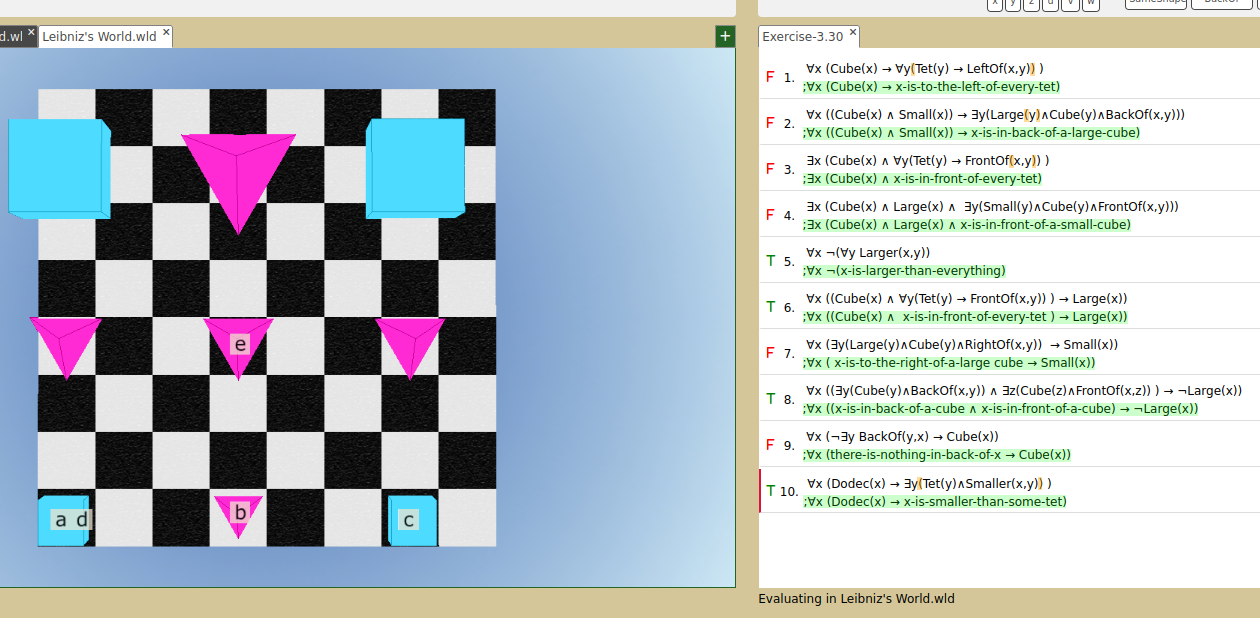 x y z u v w SameShape BackOf
d.wl × Leibniz's World.wld × +
Exercise-3.30 ×
F 1. ∀x (Cube(x) → ∀y(Tet(y) → LeftOf(x,y)) )
;∀x (Cube(x) → x-is-to-the-left-of-every-tet)
F 2. ∀x ((Cube(x) ∧ Small(x)) → ∃y(Large(y)∧Cube(y)∧BackOf(x,y)))
;∀x ((Cube(x) ∧ Small(x)) → x-is-in-back-of-a-large-cube)
F 3. ∃x (Cube(x) ∧ ∀y(Tet(y) → FrontOf(x,y)) )
;∃x (Cube(x) ∧ x-is-in-front-of-every-tet)
F 4. ∃x (Cube(x) ∧ Large(x) ∧ ∃y(Small(y)∧Cube(y)∧FrontOf(x,y)))
;∃x (Cube(x) ∧ Large(x) ∧ x-is-in-front-of-a-small-cube)
T 5. ∀x ¬(∀y Larger(x,y))
;∀x ¬(x-is-larger-than-everything)
T 6. ∀x ((Cube(x) ∧ ∀y(Tet(y) → FrontOf(x,y)) ) → Large(x))
;∀x ((Cube(x) ∧ x-is-in-front-of-every-tet ) → Large(x))
F 7. ∀x (∃y(Large(y)∧Cube(y)∧RightOf(x,y)) → Small(x))
;∀x ( x-is-to-the-right-of-a-large cube → Small(x))
T 8. ∀x ((∃y(Cube(y)∧BackOf(x,y)) ∧ ∃z(Cube(z)∧FrontOf(x,z)) ) → ¬Large(x))
;∀x ((x-is-in-back-of-a-cube ∧ x-is-in-front-of-a-cube) → ¬Large(x))
F 9. ∀x (¬∃y BackOf(y,x) → Cube(x))
;∀x (there-is-nothing-in-back-of-x → Cube(x))
T 10. ∀x (Dodec(x) → ∃y(Tet(y)∧Smaller(x,y)) )
;∀x (Dodec(x) → x-is-smaller-than-some-tet)
e
a d
b
c
Evaluating in Leibniz's World.wld